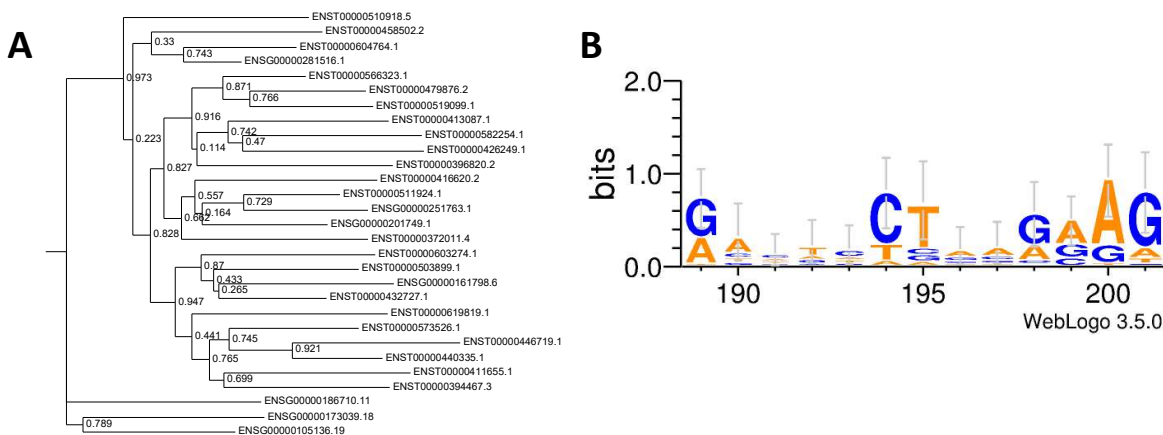 A
ENST00000510918.5
ENST00000458502.2
0.33
ENST00000604764.1
0.743
ENSG00000281516.1
0.973
ENST00000566323.1
0.871
ENST00000479876.2
0.766
ENST00000519099.1
0.916
ENST00000413087.1
0.742
ENST00000582254.1
0.47
ENST00000426249.1
0.223
0.114
ENST00000396820.2
0.827
ENST00000416620.2
0.557
ENST00000511924.1
0.729
ENSG00000251763.1
0.164
0.662
ENSG00000201749.1
0.828
ENST00000372011.4
ENST00000603274.1
0.87
ENST00000503899.1
0.433
ENSG00000161798.6
0.265
ENST00000432727.1
0.947
ENST00000619819.1
0.441
ENST00000573526.1
0.745
ENST00000446719.1
0.921
ENST00000440335.1
0.765
ENST00000411655.1
0.699
ENST00000394467.3
ENSG00000186710.11
ENSG00000173039.18
0.789
ENSG00000105136.19
B
2.0
bits
1.0
0.0
190
195
200
WebLogo 3.5.0